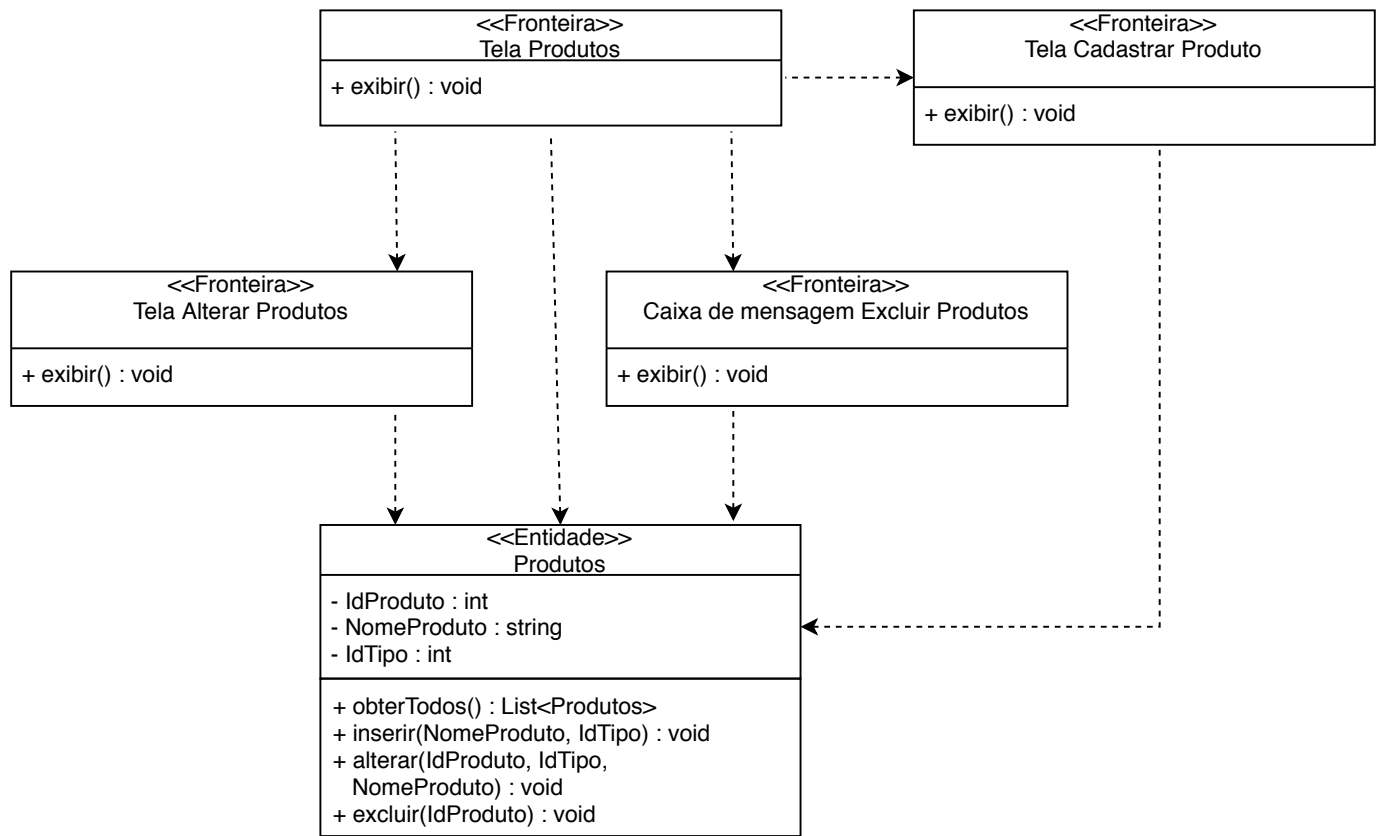 <<Fronteira>>
Tela Produtos
+ exibir() : void
<<Fronteira>>
Tela Cadastrar Produto
+ exibir() : void
<<Fronteira>>
Tela Alterar Produtos
+ exibir() : void
<<Fronteira>>
Caixa de mensagem Excluir Produtos
+ exibir() : void
<<Entidade>>
Produtos
- IdProduto : int
- NomeProduto : string
- IdTipo : int
+ obterTodos() : List<Produtos>
+ inserir(NomeProduto, IdTipo) : void
+ alterar(IdProduto, IdTipo,
NomeProduto) : void
+ excluir(IdProduto) : void